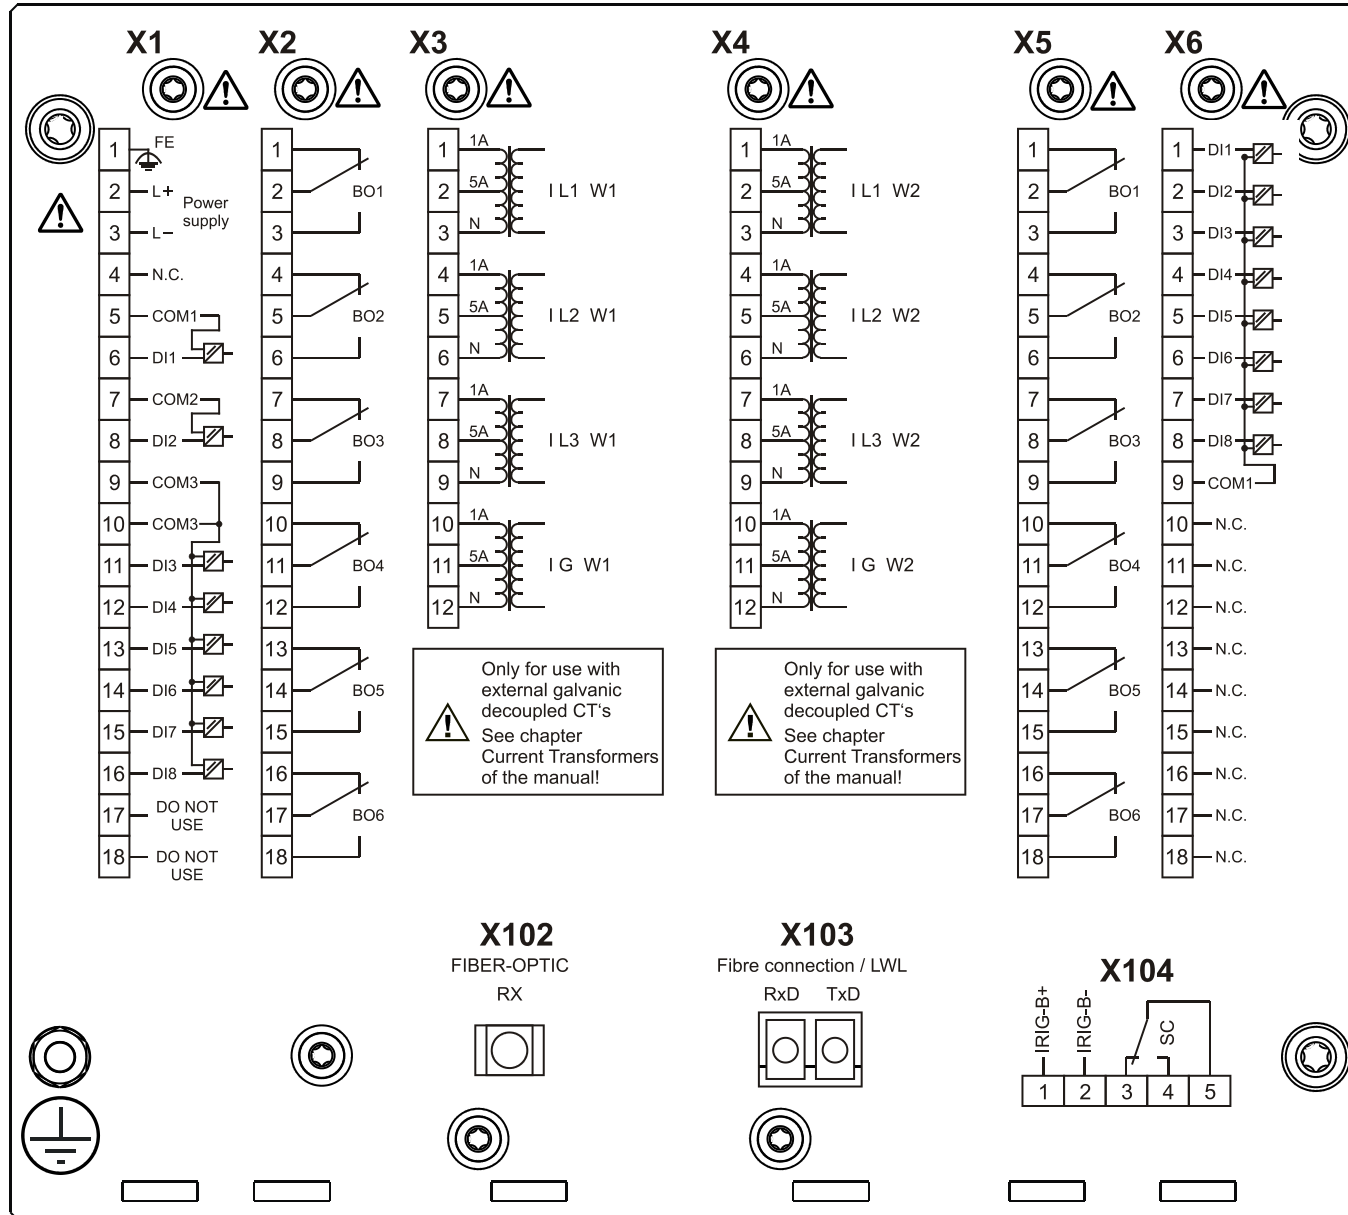 X1
X2
X3
X4
X5
X6
1 FE
2 L+
Power
supply
3 L–
4 N.C.
5 COM1
6 DI1
7 COM2
8 DI2
9 COM3
10 COM3
11 DI3
12 DI4
13 DI5
14 DI6
15 DI7
16 DI8
17 DO NOT
USE
18 DO NOT
USE
1
2 BO1
3
4
5 BO2
6
7
8 BO3
9
10
11 BO4
12
13
14 BO5
15
16
17 BO6
18
1 1A
2 5A I L1 W1
3 N
4 1A
5 5A I L2 W1
6 N
7 1A
8 5A I L3 W1
9 N
10 1A
11 5A I G W1
12 N
Only for use with
external galvanic
decoupled CT‘s
See chapter
Current Transformers
of the manual!
1 1A
2 5A I L1 W2
3 N
4 1A
5 5A I L2 W2
6 N
7 1A
8 5A I L3 W2
9 N
10 1A
11 5A I G W2
12 N
Only for use with
external galvanic
decoupled CT‘s
See chapter
Current Transformers
of the manual!
1
2 BO1
3
4
5 BO2
6
7
8 BO3
9
10
11 BO4
12
13
14 BO5
15
16
17 BO6
18
1 DI1
2 DI2
3 DI3
4 DI4
5 DI5
6 DI6
7 DI7
8 DI8
9 COM1
10 N.C.
11 N.C.
12 N.C.
13 N.C.
14 N.C.
15 N.C.
16 N.C.
17 N.C.
18 N.C.
X102
FIBER-OPTIC
RX
X103
Fibre connection / LWL
RxD TxD
X104
IRIG-B+
IRIG-B-
SC
1 2 3 4 5